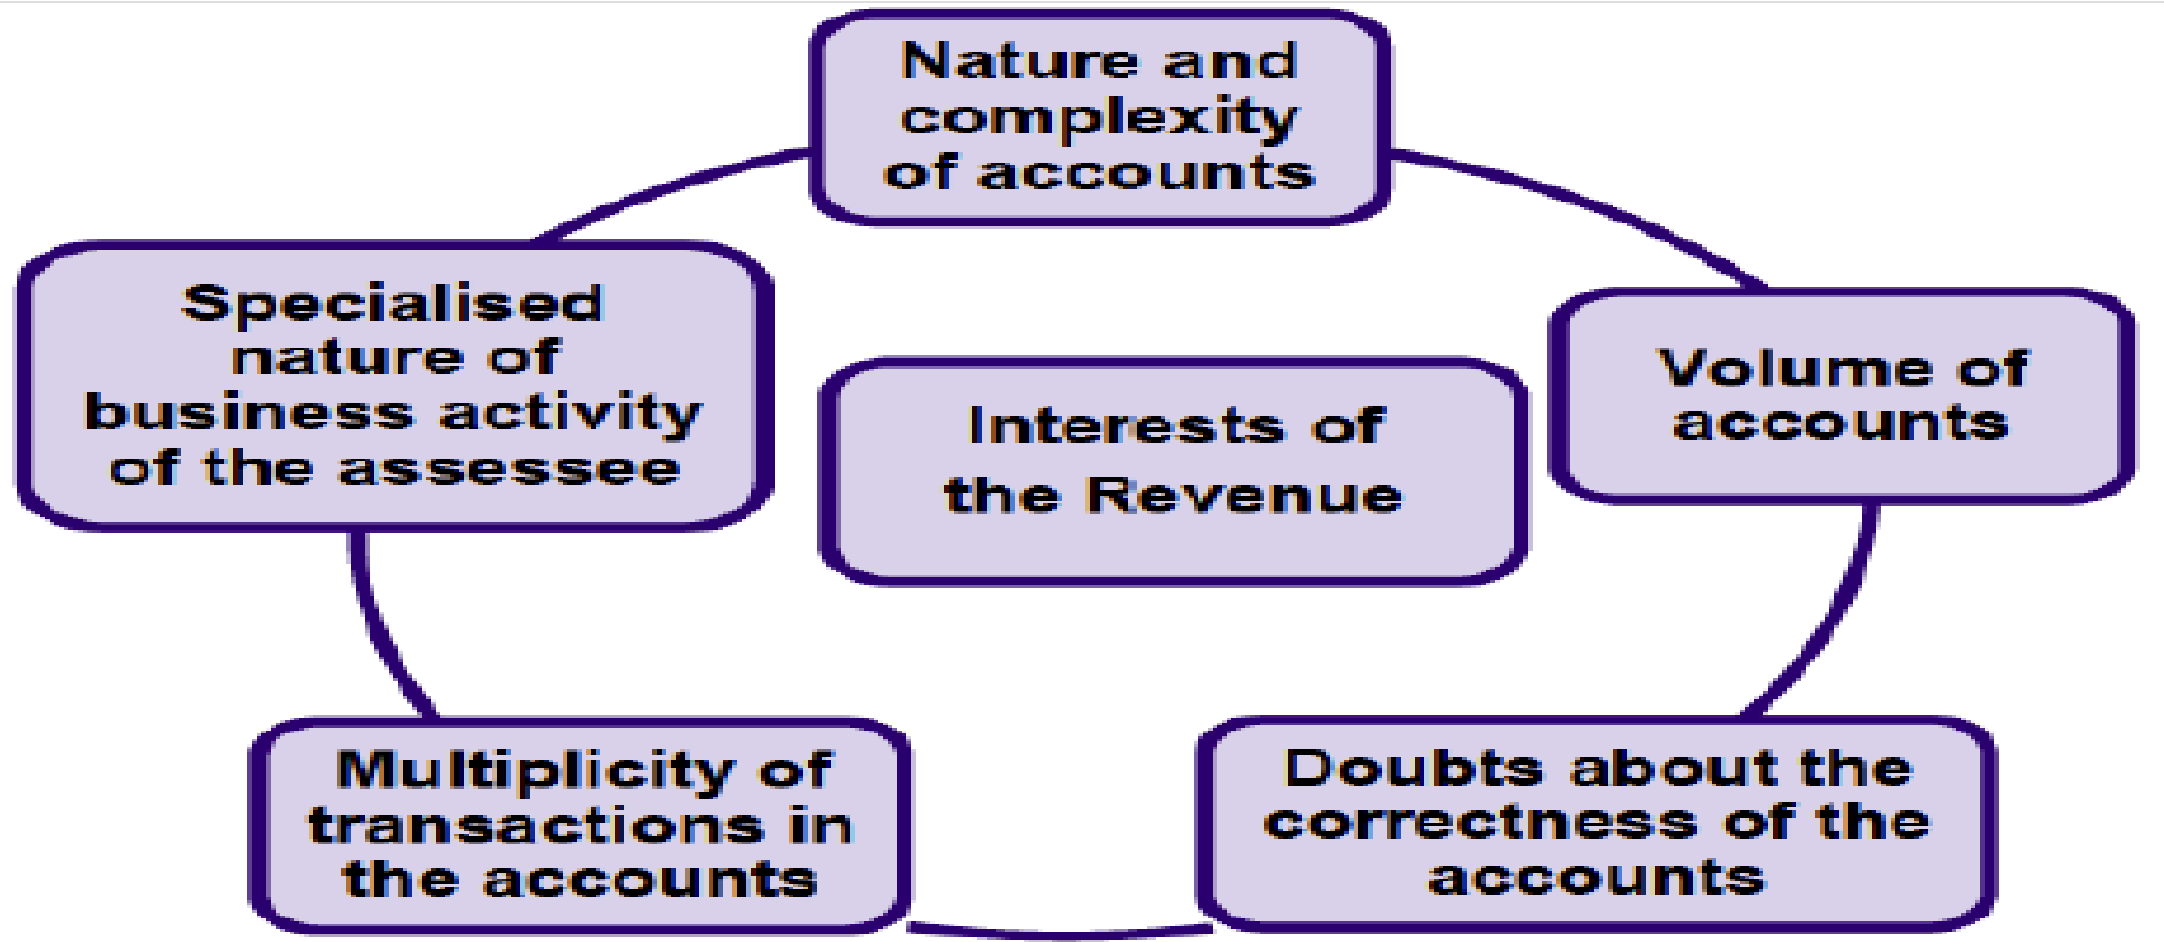 Nature and
complexity
of accounts
Specialised
nature of
business activity
of the assessee
Interests of
the Revenue
Volume of
accounts
Multiplicity of
transactions in
the accounts
Doubts about the
correctness of the
accounts